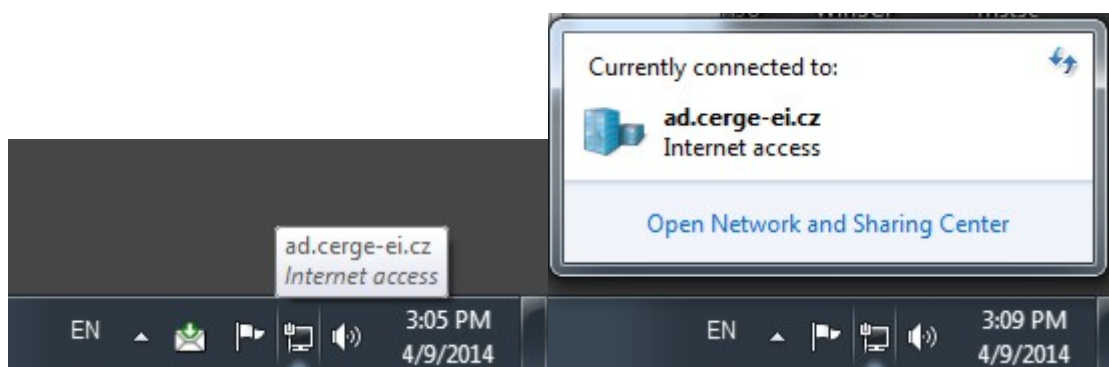 ad.cerge-ei.cz
Internet access
EN
3:05 PM
4/9/2014
Currently connected to:
ad.cerge-ei.cz
Internet access
Open Network and Sharing Center
EN
3:09 PM
4/9/2014